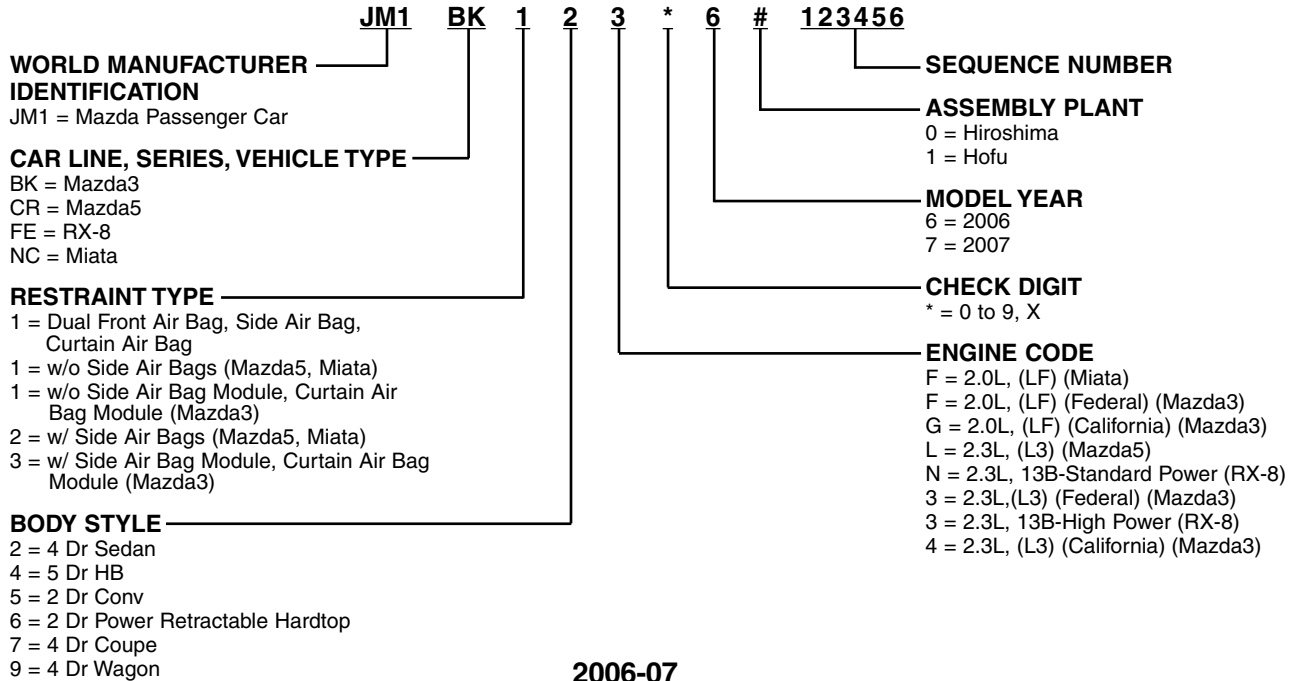 JM1 BK 1 2 3 * 6 # 123456
WORLD MANUFACTURER
IDENTIFICATION
JM1 = Mazda Passenger Car
CAR LINE, SERIES, VEHICLE TYPE
BK = Mazda3
CR = Mazda5
FE = RX-8
NC = Miata
RESTRAINT TYPE
1 = Dual Front Air Bag, Side Air Bag,
Curtain Air Bag
1 = w/o Side Air Bags (Mazda5, Miata)
1 = w/o Side Air Bag Module, Curtain Air
Bag Module (Mazda3)
2 = w/ Side Air Bags (Mazda5, Miata)
3 = w/ Side Air Bag Module, Curtain Air Bag
Module (Mazda3)
BODY STYLE
2 = 4 Dr Sedan
4 = 5 Dr HB
5 = 2 Dr Conv
6 = 2 Dr Power Retractable Hardtop
7 = 4 Dr Coupe
9 = 4 Dr Wagon
SEQUENCE NUMBER
ASSEMBLY PLANT
0 = Hiroshima
1 = Hofu
MODEL YEAR
6 = 2006
7 = 2007
CHECK DIGIT
* = 0 to 9, X
ENGINE CODE
F = 2.0L, (LF) (Miata)
F = 2.0L, (LF) (Federal) (Mazda3)
G = 2.0L, (LF) (California) (Mazda3)
L = 2.3L, (L3) (Mazda5)
N = 2.3L, 13B-Standard Power (RX-8)
3 = 2.3L,(L3) (Federal) (Mazda3)
3 = 2.3L, 13B-High Power (RX-8)
4 = 2.3L, (L3) (California) (Mazda3)
2006-07